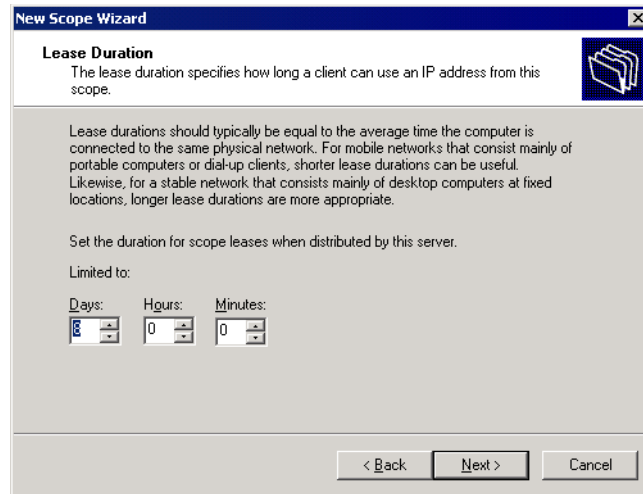 New Scope Wizard
Lease Duration
The lease duration specifies how long a client can use an IP address from this
scope.
Lease durations should typically be equal to the average time the computer is
connected to the same physical network. For mobile networks that consist mainly of
portable computers or dial-up clients, shorter lease durations can be useful.
Likewise, for a stable network that consists mainly of desktop computers at fixed
locations, longer lease durations are more appropriate.
Set the duration for scope leases when distributed by this server.
Limited to:
Days: Hours: Minutes:
8 0 0
< Back Next > Cancel